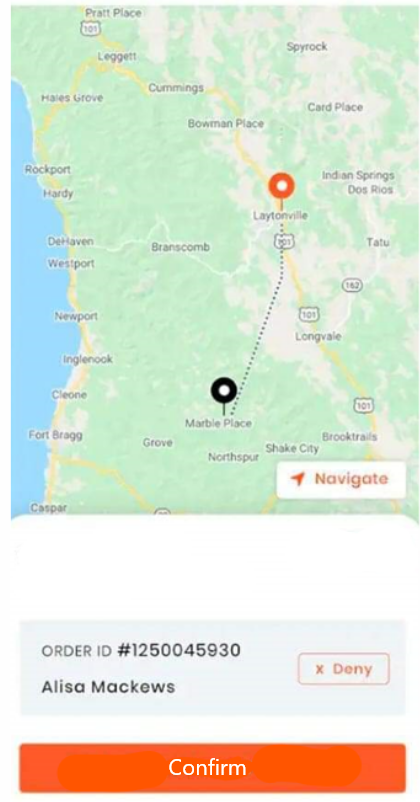 Pratt Place
101
Leggett
Spyrock
Cummings
Hales Grove
Card Place
Bowman Place
Rockport
Indian Springs
Hardy
Dos Rios
Laytonville
DeHaven
101
Tatu
Branscomb
Westport
162
Newport
101
Longvale
Inglenook
Cleone
101
Marble Place
Fort Bragg
Grove
Brooktrails
Shake City
Northspur
Navigate
Caspar
ORDER ID #1250045930
x Deny
Alisa Mackews
Confirm